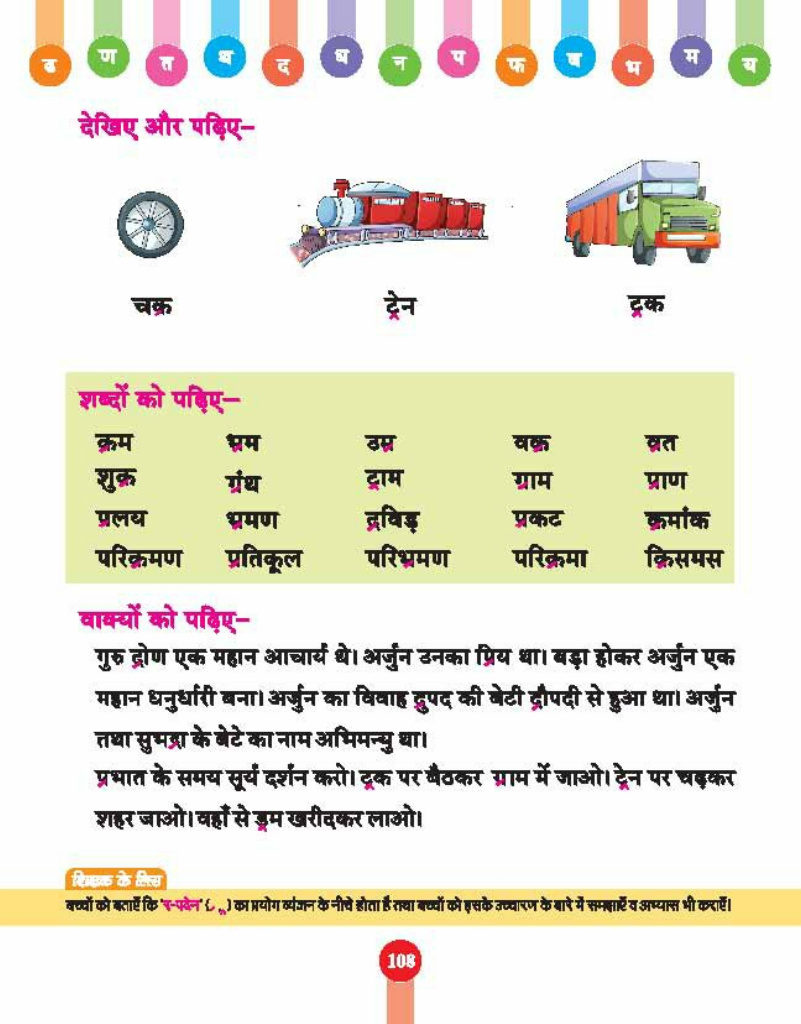 ढ ण त थ द ध न प फ ब भ म य
देखिए और पढ़िए–
चक्र ट्रेन ट्रक
शब्दों को पढ़िए–
क्रम भ्रम उम्र वक्र व्रत
शुक्र ग्रंथ ट्राम ग्राम प्राण
प्रलय भ्रमण द्रविड़ प्रकट क्रमांक
परिक्रमण प्रतिकूल परिभ्रमण परिक्रमा क्रिसमस
वाक्यों को पढ़िए–
गुरु द्रोण एक महान आचार्य थे। अर्जुन उनका प्रिय था। बड़ा होकर अर्जुन एक
महान धनुर्धारी बना। अर्जुन का विवाह द्रुपद की बेटी द्रौपदी से हुआ था। अर्जुन
तथा सुभद्रा के बेटे का नाम अभिमन्यु था।
प्रभात के समय सूर्य दर्शन करो। ट्रक पर बैठकर ग्राम में जाओ। ट्रेन पर चढ़कर
शहर जाओ। वहाँ से ड्रम खरीदकर लाओ।
शिक्षक के लिए
बच्चों को बताएँ कि 'र-पदेन' (्र ,) का प्रयोग व्यंजन के नीचे होता है तथा बच्चों को इसके उच्चारण के बारे में समझाएँ व अभ्यास भी कराएँ।
108